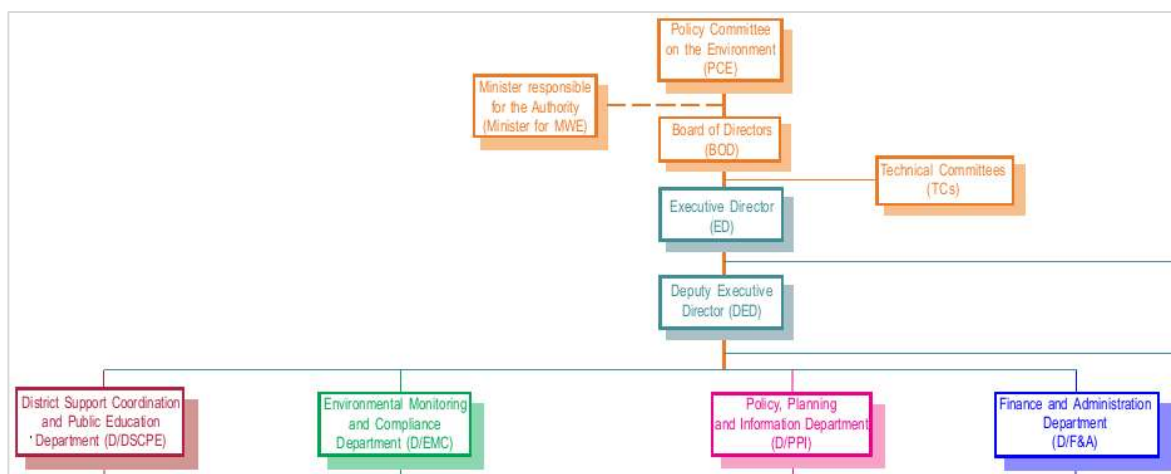 Policy Committee
on the Environment
(PCE)
Minister responsible
for the Authority
(Minister for MWE)
Board of Directors
(BOD)
Technical Committees
(TCs)
Executive Director
(ED)
Deputy Executive
Director (DED)
District Support Coordination
and Public Education
Department (D/DSCPE)
Environmental Monitoring
and Compliance
Department (D/EMC)
Policy, Planning
and Information Department
(D/PPI)
Finance and Administration
Department
(D/F&A)